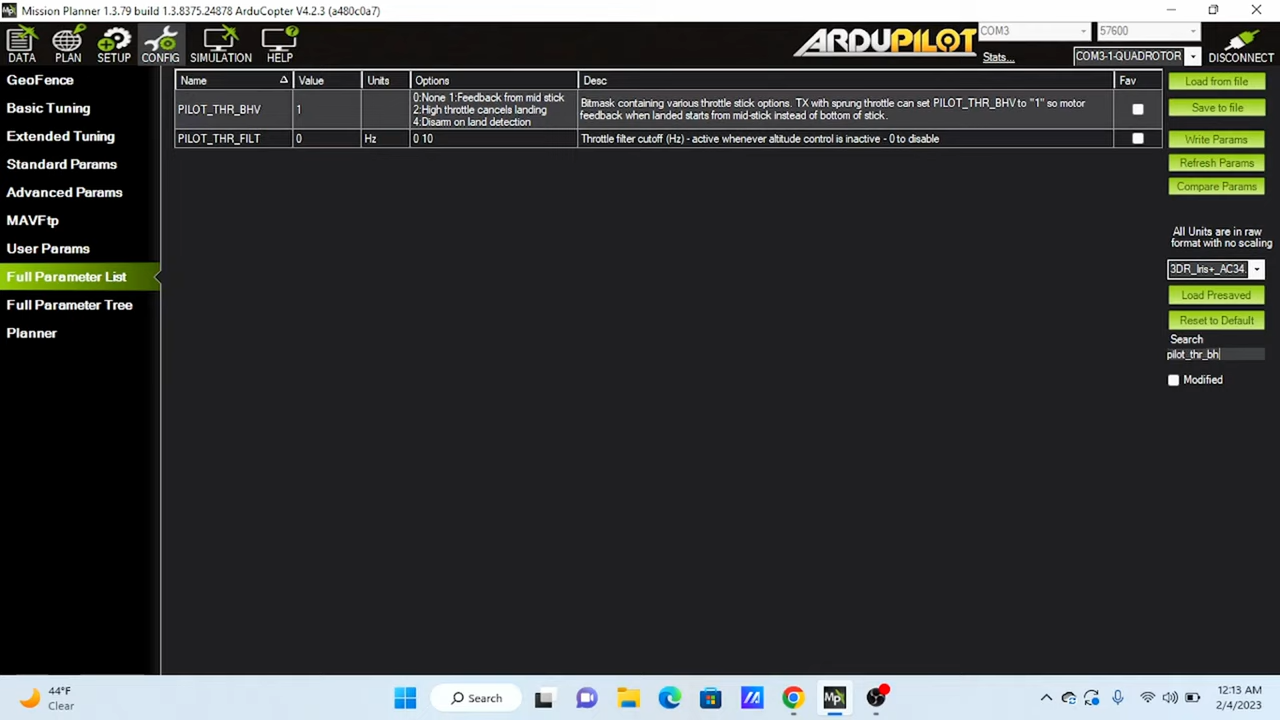 Mission Planner 1.3.79 build 1.3.8375.24878 ArduCopter V4.2.3 (a480c0a7)
DATA
PLAN
SETUP
CONFIG
SIMULATION
HELP
ARDUPILOT
COM3
57600
Stats...
COM3-1-QUADROTOR
DISCONNECT
GeoFence
Basic Tuning
Extended Tuning
Standard Params
Advanced Params
MAVFtp
User Params
Full Parameter List
Full Parameter Tree
Planner
Name Value Units Options Desc Fav
PILOT_THR_BHV 1
0:None 1:Feedback from mid stick
2:High throttle cancels landing
4:Disarm on land detection
Bitmask containing various throttle stick options. TX with sprung throttle can set PILOT_THR_BHV to "1" so motor
feedback when landed starts from mid-stick instead of bottom of stick.
PILOT_THR_FILT 0 Hz 0 10 Throttle filter cutoff (Hz) - active whenever altitude control is inactive - 0 to disable
Load from file
Save to file
Write Params
Refresh Params
Compare Params
All Units are in raw
format with no scaling
3DR_Iris+_AC34.
Load Presaved
Reset to Default
Search
pilot_thr_bh
Modified
44°F
Clear
Search
12:13 AM
2/4/2023